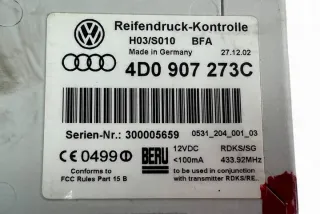 Reifendruck-Kontrolle
H03/S010 BFA
Made in Germany 27.12.02
4D0 907 273C
Serien-Nr.: 300005659 0531_204_001_03
CE 0499 BERU 12VDC RDKS/SG
<100mA 433.92MHz
Conforms to to be used in conjunction
FCC Rules Part 15 B with transmitter RDKS/RE.